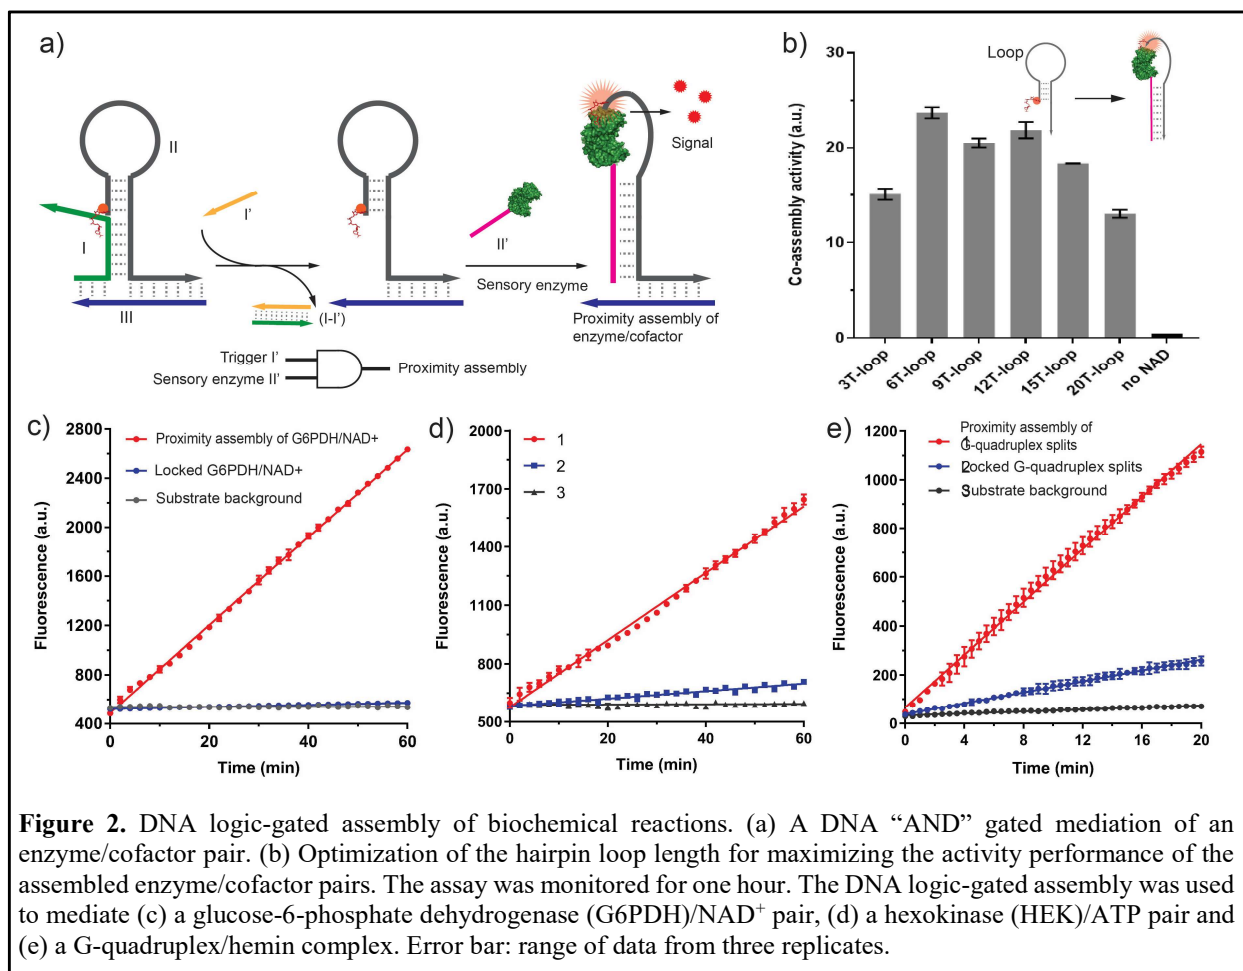 a)
II
I
I'
III
(I-I')
II'
Sensory enzyme
Signal
Proximity assembly of
enzyme/cofactor
Trigger I'
Sensory enzyme II'
Proximity assembly
b)
Loop
Co-assembly activity (a.u.)
30
20
10
0
3T-loop
6T-loop
9T-loop
12T-loop
15T-loop
20T-loop
no NAD
c)
Proximity assembly of G6PDH/NAD+
Locked G6PDH/NAD+
Substrate background
Fluorescence (a.u.)
2800
2400
2000
1600
1200
800
400
0
20
40
60
Time (min)
d)
1
2
3
Fluorescence (a.u.)
2000
1700
1400
1100
800
500
0
20
40
60
Time (min)
e)
Proximity assembly of
G-quadruplex splits
Locked G-quadruplex splits
Substrate background
1
2
3
Fluorescence (a.u.)
1200
1000
800
600
400
200
0
0
4
8
12
16
20
Time (min)
Figure 2. DNA logic-gated assembly of biochemical reactions. (a) A DNA “AND” gated mediation of an
enzyme/cofactor pair. (b) Optimization of the hairpin loop length for maximizing the activity performance of the
assembled enzyme/cofactor pairs. The assay was monitored for one hour. The DNA logic-gated assembly was used
to mediate (c) a glucose-6-phosphate dehydrogenase (G6PDH)/NAD⁺ pair, (d) a hexokinase (HEK)/ATP pair and
(e) a G-quadruplex/hemin complex. Error bar: range of data from three replicates.